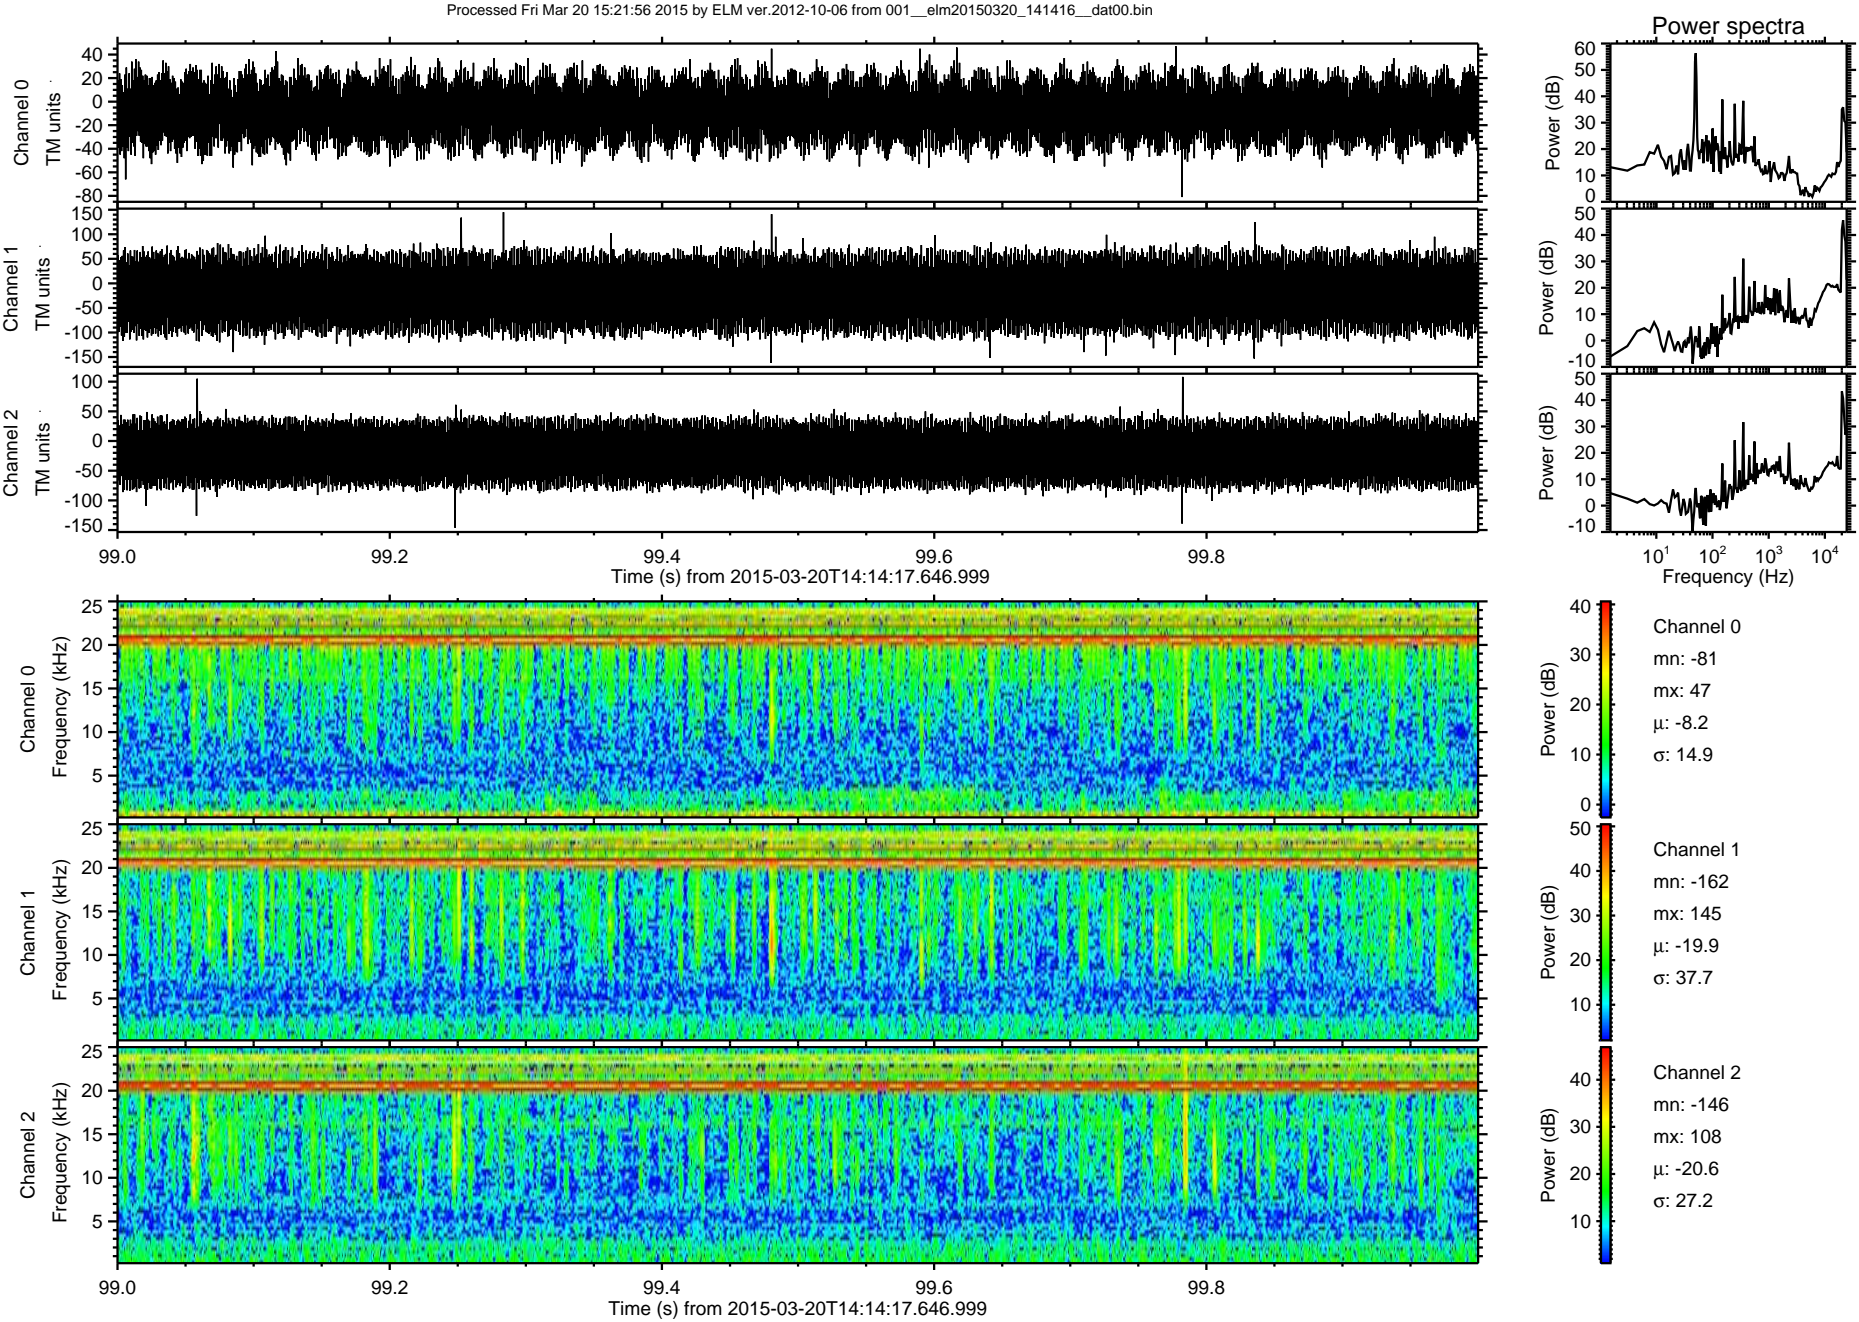 Processed Fri Mar 20 15:21:56 2015 by ELM ver.2012-10-06 from 001__elm20150320_141416__dat00.bin
Power spectra
Channel 0
TM units
40
20
0
-20
-40
-60
-80
Power (dB)
60
50
40
30
20
10
0
Channel 1
TM units
150
100
50
0
-50
-100
-150
Power (dB)
50
40
30
20
10
0
-10
Channel 2
TM units
100
50
0
-50
-100
-150
Power (dB)
50
40
30
20
10
0
-10
99.0 99.2 99.4 99.6 99.8
Time (s) from 2015-03-20T14:14:17.646.999
10¹ 10² 10³ 10⁴
Frequency (Hz)
Channel 0
Frequency (kHz)
25
20
15
10
5
Power (dB)
40
30
20
10
0
Channel 0
mn: -81
mx: 47
μ: -8.2
σ: 14.9
Channel 1
Frequency (kHz)
25
20
15
10
5
Power (dB)
50
40
30
20
10
Channel 1
mn: -162
mx: 145
μ: -19.9
σ: 37.7
Channel 2
Frequency (kHz)
25
20
15
10
5
Power (dB)
40
30
20
10
Channel 2
mn: -146
mx: 108
μ: -20.6
σ: 27.2
99.0 99.2 99.4 99.6 99.8
Time (s) from 2015-03-20T14:14:17.646.999